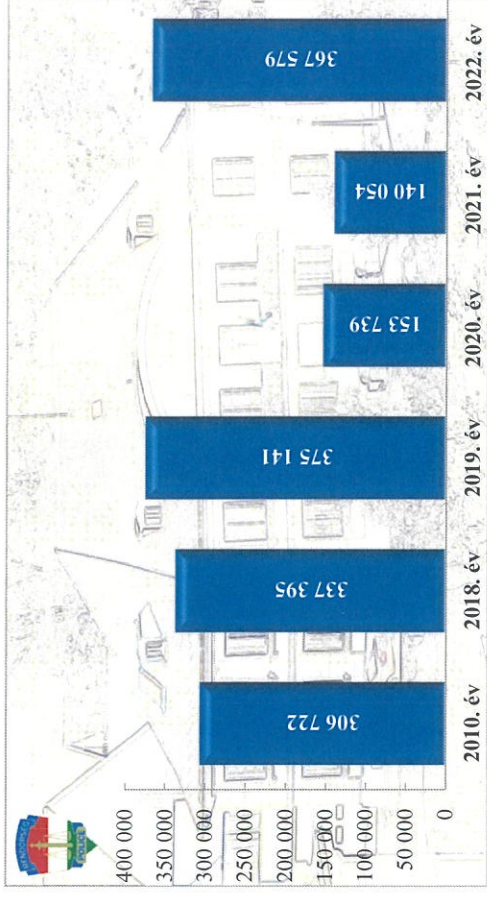 RENDŐRSÉG
POLICE
400 000
350 000
300 000
250 000
200 000
150 000
100 000
50 000
0
306 722
337 395
375 141
153 739
140 054
367 579
2010. év
2018. év
2019. év
2020. év
2021. év
2022. év